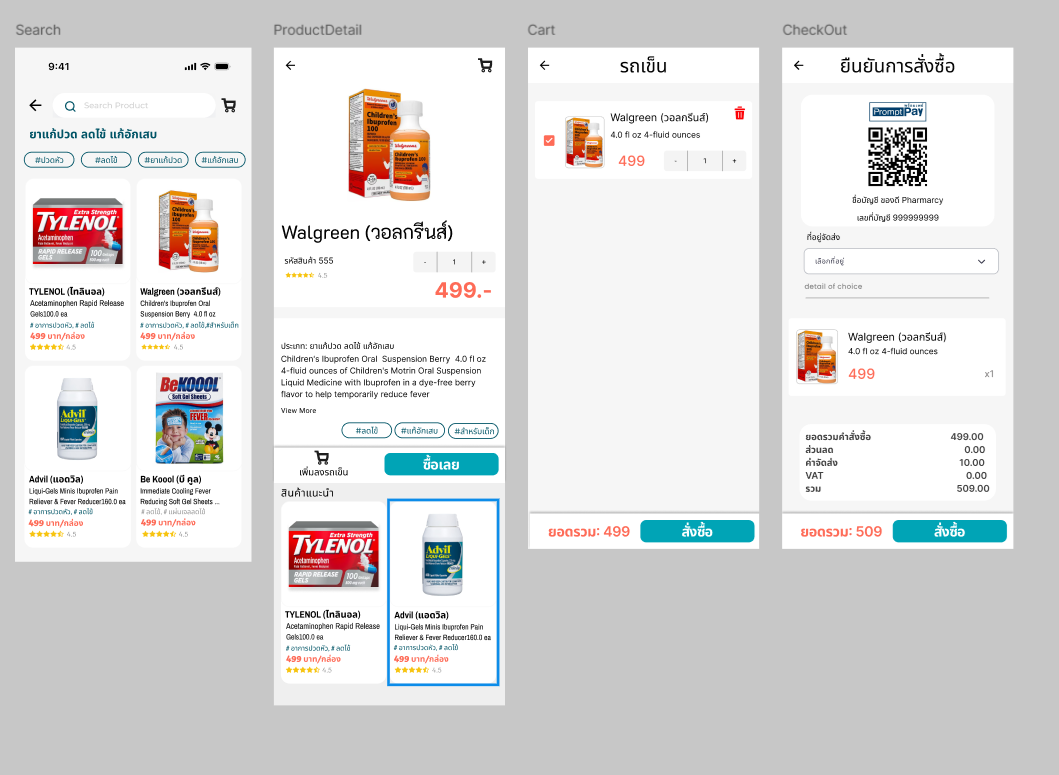 Search
9:41
Search Product
ยาแก้ปวด ลดไข้ แก้อักเสบ
#ปวดหัว
#ลดไข้
#ยาแก้ปวด
#แก้อักเสบ
Extra Strength
TYLENOL
Acetaminophen
RAPID RELEASE
GELS
100
TYLENOL (ไทลินอล)
Acetaminophen Rapid Release
Gels100.0 ea
# อาการปวดหัว, # ลดไข้
499 บาท/กล่อง
4.5
Walgreens
Children's
Ibuprofen
100
Walgreen (วอลกรีนส์)
Children's Ibuprofen Oral
Suspension Berry 4.0 fl oz
# อาการปวดหัว, # ลดไข้,#สำหรับเด็ก
499 บาท/กล่อง
4.5
Advil
LIQUI-GELS
Advil (แอดวิล)
Liqui-Gels Minis Ibuprofen Pain
Reliever & Fever Reducer160.0 ea
# อาการปวดหัว, # ลดไข้
499 บาท/กล่อง
4.5
BeKOOOL
Soft Gel Sheets
FEVER
Be Koool (บี คูล)
Immediate Cooling Fever
Reducing Soft Gel Sheets ...
# ลดไข้, # แผ่นเจลลดไข้
499 บาท/กล่อง
4.5
ProductDetail
Walgreens
Children's
Ibuprofen
100
Walgreens
Children's
Ibuprofen 100
Walgreen (วอลกรีนส์)
รหัสสินค้า 555
- 1 +
4.5
499.-
ประเภท: ยาแก้ปวด ลดไข้ แก้อักเสบ
Children's Ibuprofen Oral Suspension Berry 4.0 fl oz
4-fluid ounces of Children's Motrin Oral Suspension
Liquid Medicine with Ibuprofen in a dye-free berry
flavor to help temporarily reduce fever
View More
#ลดไข้
#แก้อักเสบ
#สำหรับเด็ก
เพิ่มลงรถเข็น
ซื้อเลย
สินค้าแนะนำ
Extra Strength
TYLENOL
Acetaminophen
RAPID RELEASE
GELS
100
TYLENOL (ไทลินอล)
Acetaminophen Rapid Release
Gels100.0 ea
# อาการปวดหัว, # ลดไข้
499 บาท/กล่อง
4.5
Advil
LIQUI-GELS
Advil (แอดวิล)
Liqui-Gels Minis Ibuprofen Pain
Reliever & Fever Reducer160.0 ea
# อาการปวดหัว, # ลดไข้
499 บาท/กล่อง
4.5
Cart
รถเข็น
Walgreen (วอลกรีนส์)
4.0 fl oz 4-fluid ounces
499
- 1 +
ยอดรวม: 499
สั่งซื้อ
CheckOut
ยืนยันการสั่งซื้อ
พร้อมเพย์
PromptPay
ชื่อบัญชี ของดี Pharmarcy
เลขที่บัญชี 999999999
ที่อยู่จัดส่ง
เลือกที่อยู่
detail of choice
Walgreen (วอลกรีนส์)
4.0 fl oz 4-fluid ounces
499
x1
ยอดรวมคำสั่งซื้อ 499.00
ส่วนลด 0.00
ค่าจัดส่ง 10.00
VAT 0.00
รวม 509.00
ยอดรวม: 509
สั่งซื้อ